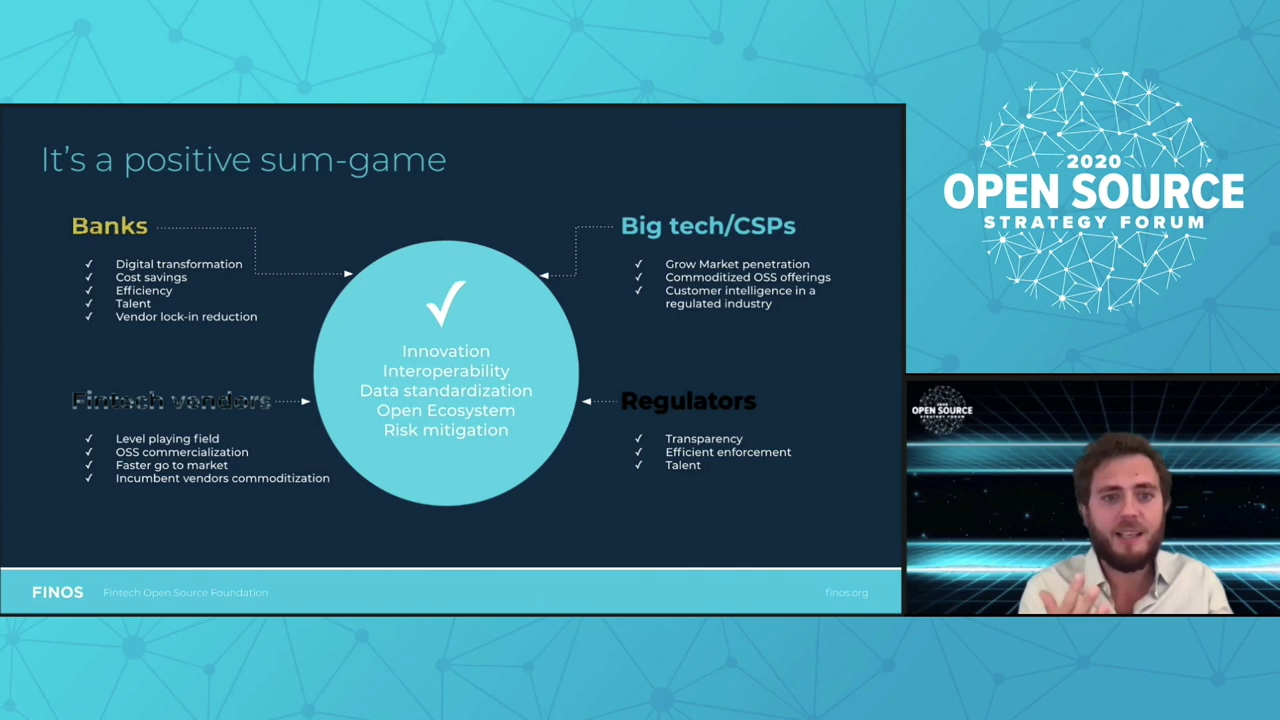 It's a positive sum-game
Banks
✓ Digital transformation
✓ Cost savings
✓ Efficiency
✓ Talent
✓ Vendor lock-in reduction
Big tech/CSPs
✓ Grow Market penetration
✓ Commoditized OSS offerings
✓ Customer intelligence in a
regulated industry
✓
Innovation
Interoperability
Data standardization
Open Ecosystem
Risk mitigation
Fintech vendors
✓ Level playing field
✓ OSS commercialization
✓ Faster go to market
✓ Incumbent vendors commoditization
Regulators
✓ Transparency
✓ Efficient enforcement
✓ Talent
FINOS Fintech Open Source Foundation finos.org
2020
OPEN SOURCE
STRATEGY FORUM
2020
OPEN SOURCE
STRATEGY FORUM